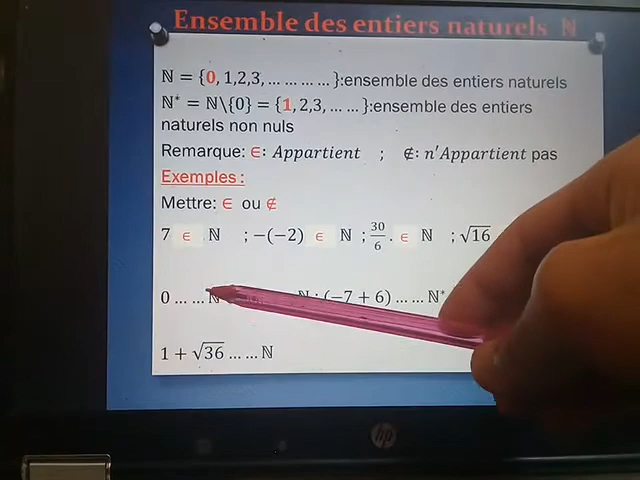 Ensemble des entiers naturels ℕ
ℕ = {0, 1,2,3, … … … … }:ensemble des entiers naturels
ℕ* = ℕ\{0} = {1, 2,3, … … }:ensemble des entiers
naturels non nuls
Remarque: ∈: Appartient ; ∉: n'Appartient pas
Exemples :
Mettre: ∈ ou ∉
7 ∈ ℕ ; −(−2) ∈ ℕ ; 30/6 . ∈ ℕ ; √16
0 … … ℕ ℕ ; (−7 + 6) … … ℕ*
1 + √36 … … ℕ
hp